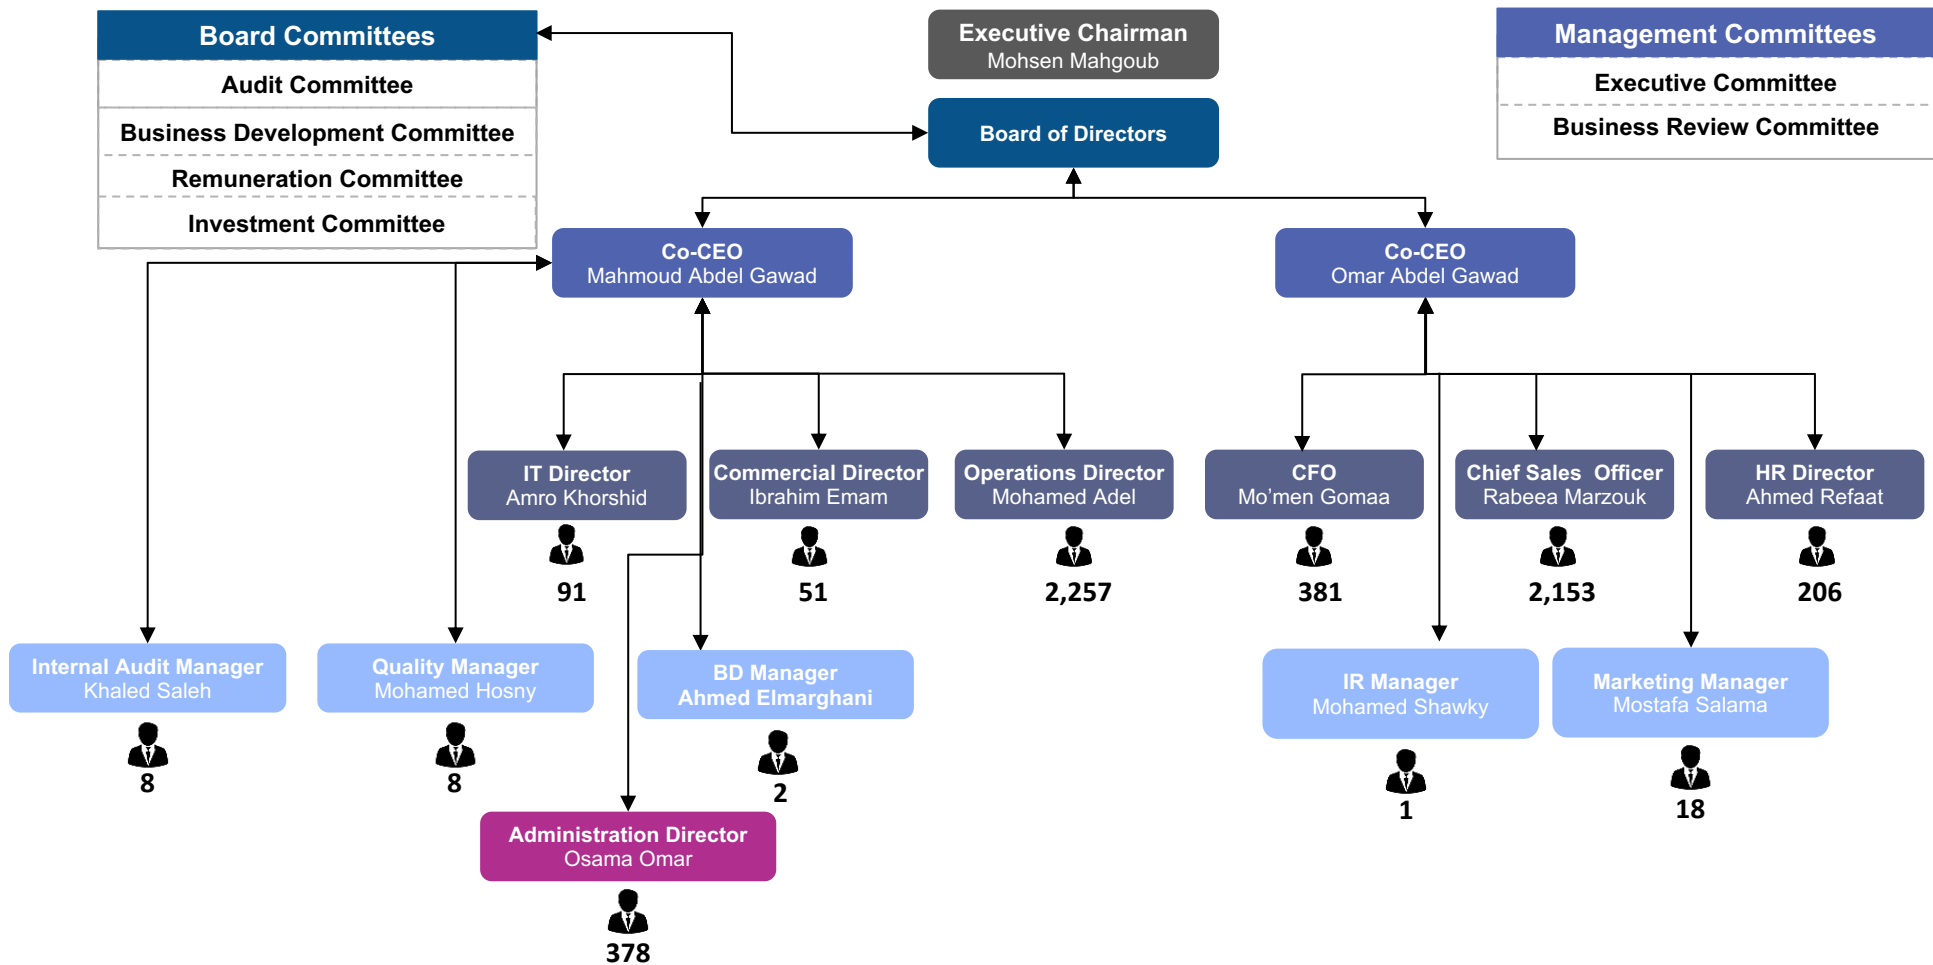 Board Committees
Audit Committee
Business Development Committee
Remuneration Committee
Investment Committee
Executive Chairman
Mohsen Mahgoub
Board of Directors
Management Committees
Executive Committee
Business Review Committee
Co-CEO
Mahmoud Abdel Gawad
Co-CEO
Omar Abdel Gawad
IT Director
Amro Khorshid
91
Commercial Director
Ibrahim Emam
51
Operations Director
Mohamed Adel
2,257
CFO
Mo’men Gomaa
381
Chief Sales Officer
Rabeea Marzouk
2,153
HR Director
Ahmed Refaat
206
Internal Audit Manager
Khaled Saleh
8
Quality Manager
Mohamed Hosny
8
BD Manager
Ahmed Elmarghani
2
IR Manager
Mohamed Shawky
1
Marketing Manager
Mostafa Salama
18
Administration Director
Osama Omar
378